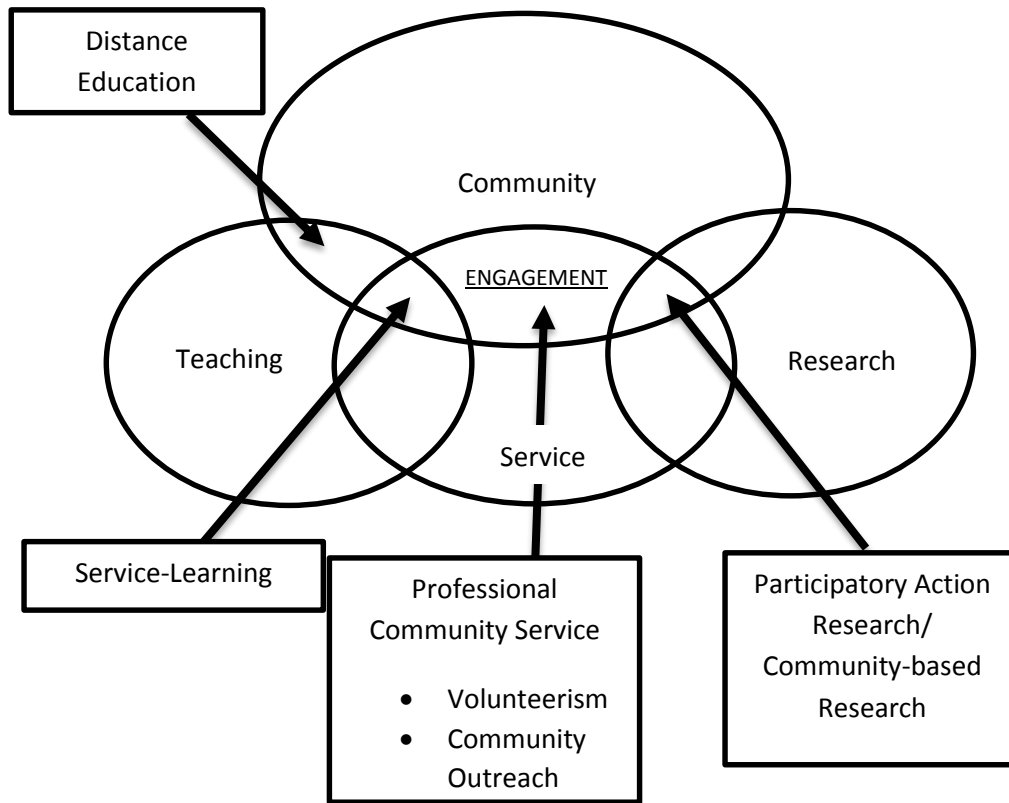 Distance
Education
Community
ENGAGEMENT
Teaching
Research
Service
Service-Learning
Professional
Community Service
• Volunteerism
• Community
Outreach
Participatory Action
Research/
Community-based
Research